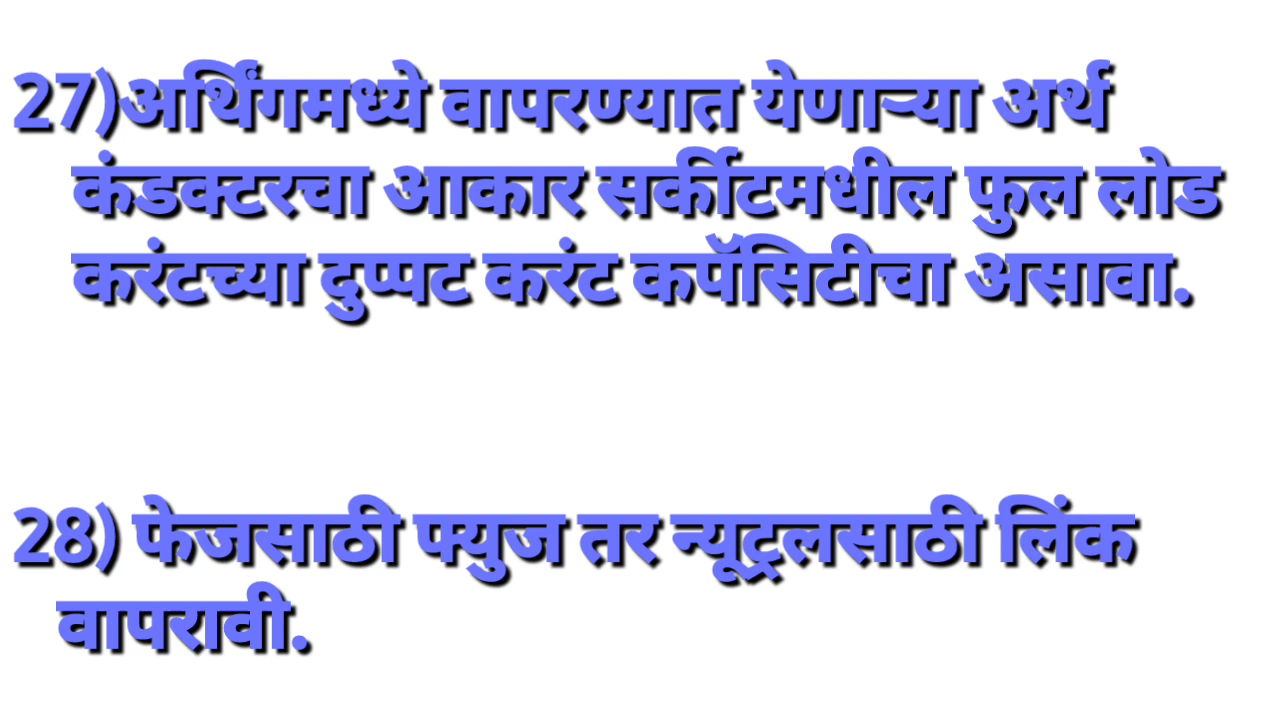 27)अर्थिंगमध्ये वापरण्यात येणाऱ्या अर्थ
कंडक्टरचा आकार सर्कीटमधील फुल लोड
करंटच्या दुप्पट करंट कपॅसिटीचा असावा.
28) फेजसाठी फ्युज तर न्यूट्रलसाठी लिंक
वापरावी.